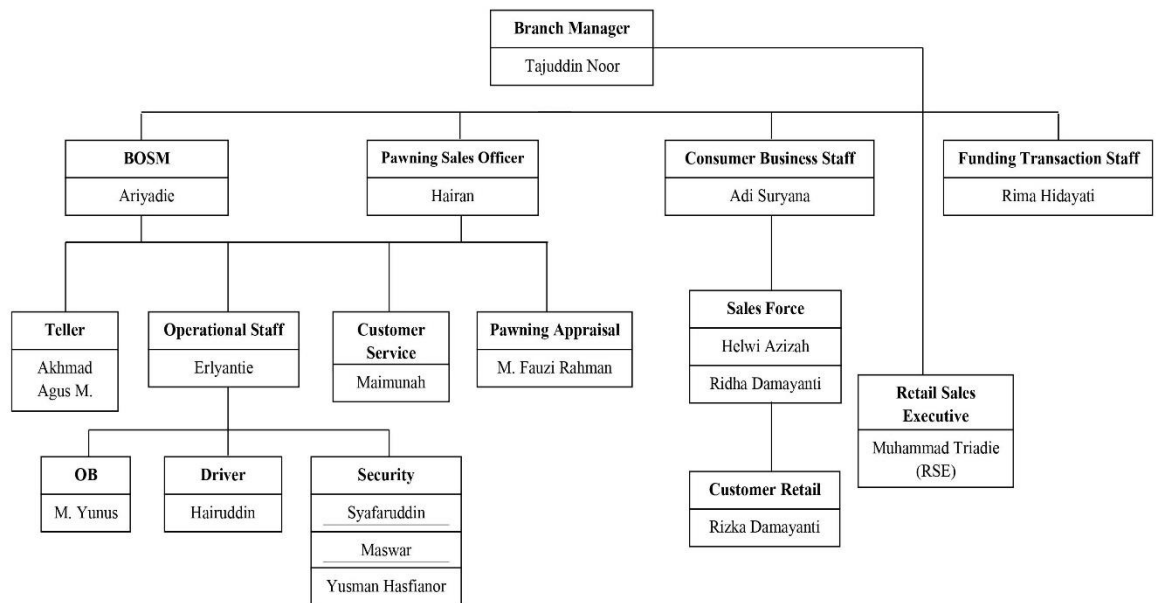 Branch Manager
Tajuddin Noor
BOSM
Ariyadie
Pawning Sales Officer
Hairan
Consumer Business Staff
Adi Suryana
Funding Transaction Staff
Rima Hidayati
Teller
Akhmad
Agus M.
Operational Staff
Erlyantie
Customer
Service
Maimunah
Pawning Appraisal
M. Fauzi Rahman
Sales Force
Helwi Azizah
Ridha Damayanti
Retail Sales
Executive
Muhammad Triadie
(RSE)
OB
M. Yunus
Driver
Hairuddin
Security
Syafaruddin
Maswar
Yusman Hasfianor
Customer Retail
Rizka Damayanti